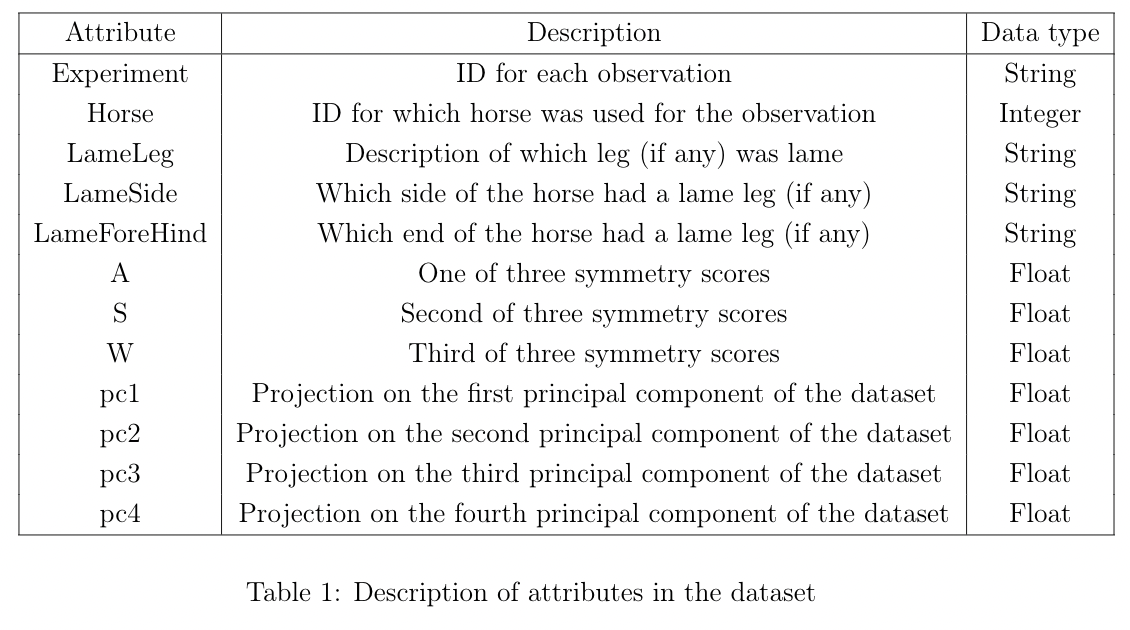 Attribute Description Data type
Experiment ID for each observation String
Horse ID for which horse was used for the observation Integer
LameLeg Description of which leg (if any) was lame String
LameSide Which side of the horse had a lame leg (if any) String
LameForeHind Which end of the horse had a lame leg (if any) String
A One of three symmetry scores Float
S Second of three symmetry scores Float
W Third of three symmetry scores Float
pc1 Projection on the first principal component of the dataset Float
pc2 Projection on the second principal component of the dataset Float
pc3 Projection on the third principal component of the dataset Float
pc4 Projection on the fourth principal component of the dataset Float
Table 1: Description of attributes in the dataset